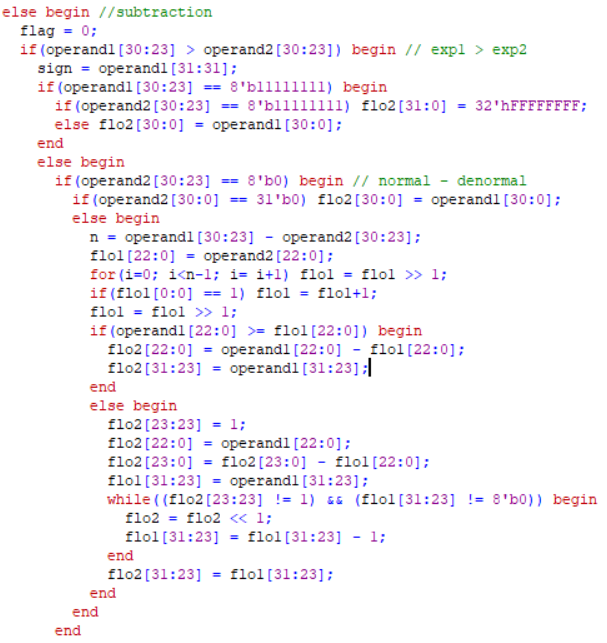 else begin //subtraction
flag = 0;
if(operand1[30:23] > operand2[30:23]) begin // exp1 > exp2
sign = operand1[31:31];
if(operand1[30:23] == 8'b11111111) begin
if(operand2[30:23] == 8'b11111111) flo2[31:0] = 32'hFFFFFFFF;
else flo2[30:0] = operand1[30:0];
end
else begin
if(operand2[30:23] == 8'b0) begin // normal - denormal
if(operand2[30:0] == 31'b0) flo2[30:0] = operand1[30:0];
else begin
n = operand1[30:23] - operand2[30:23];
flo1[22:0] = operand2[22:0];
for(i=0; i<n-1; i= i+1) flo1 = flo1 >> 1;
if(flo1[0:0] == 1) flo1 = flo1+1;
flo1 = flo1 >> 1;
if(operand1[22:0] >= flo1[22:0]) begin
flo2[22:0] = operand1[22:0] - flo1[22:0];
flo2[31:23] = operand1[31:23];
end
else begin
flo2[23:23] = 1;
flo2[22:0] = operand1[22:0];
flo2[23:0] = flo2[23:0] - flo1[22:0];
flo1[31:23] = operand1[31:23];
while((flo2[23:23] != 1) && (flo1[31:23] != 8'b0)) begin
flo2 = flo2 << 1;
flo1[31:23] = flo1[31:23] - 1;
end
flo2[31:23] = flo1[31:23];
end
end
end